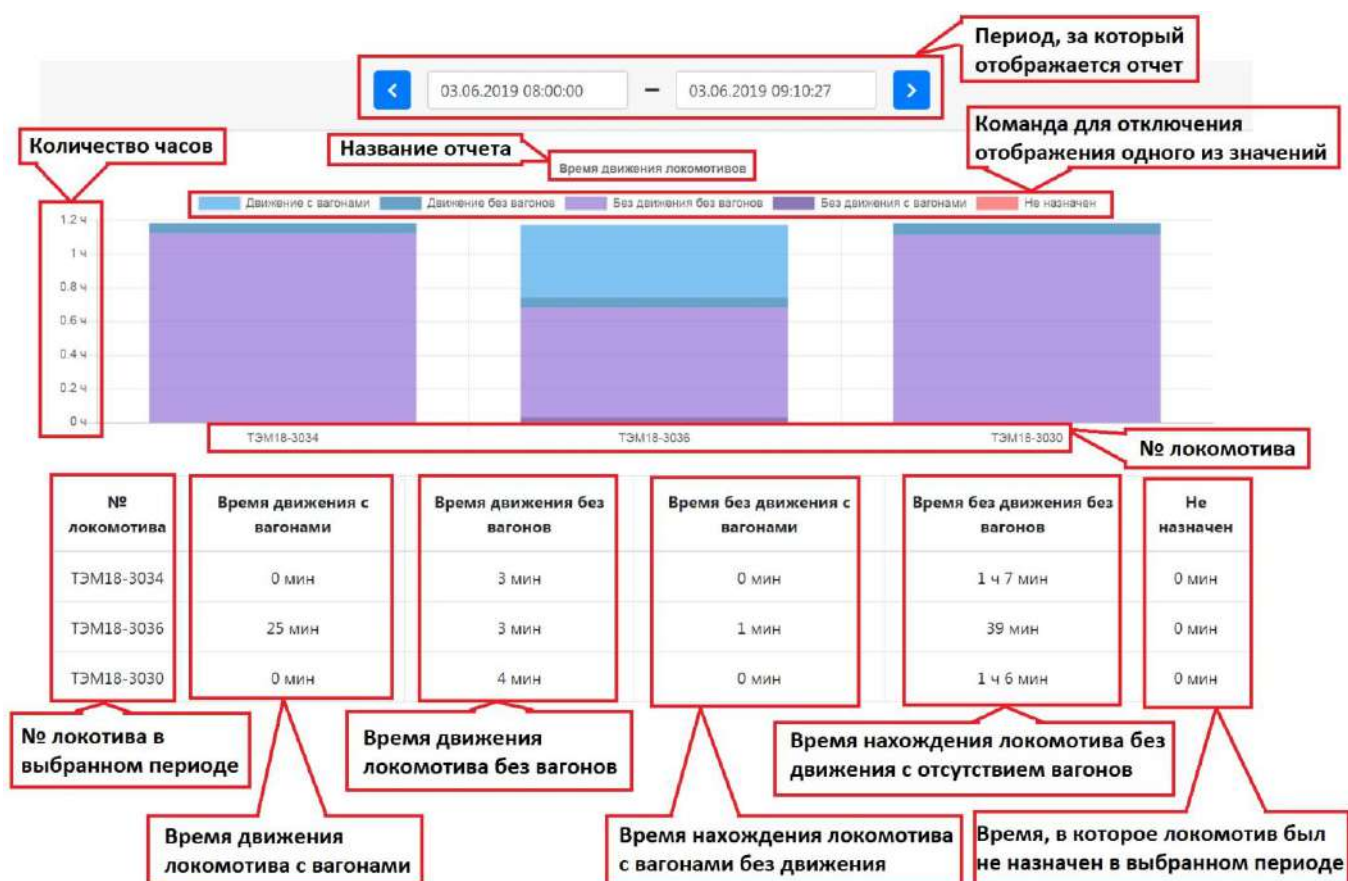 Период, за который
отображается отчет
03.06.2019 08:00:00 – 03.06.2019 09:10:27
Количество часов
Название отчета
Команда для отключения
отображения одного из значений
Время движения локомотивов
Движение с вагонами Движение без вагонов Без движения без вагонов Без движения с вагонами Не назначен
1.2 ч
1 ч
0.8 ч
0.6 ч
0.4 ч
0.2 ч
0 ч
ТЭМ18-3034 ТЭМ18-3036 ТЭМ18-3030
№ локомотива
№
локомотива
Время движения с
вагонами
Время движения без
вагонов
Время без движения с
вагонами
Время без движения без
вагонов
Не
назначен
ТЭМ18-3034 0 мин 3 мин 0 мин 1 ч 7 мин 0 мин
ТЭМ18-3036 25 мин 3 мин 1 мин 39 мин 0 мин
ТЭМ18-3030 0 мин 4 мин 0 мин 1 ч 6 мин 0 мин
№ локотива в
выбранном периоде
Время движения
локомотива без вагонов
Время нахождения локомотива без
движения с отсутствием вагонов
Время движения
локомотива с вагонами
Время нахождения локомотива
с вагонами без движения
Время, в которое локомотив был
не назначен в выбранном периоде